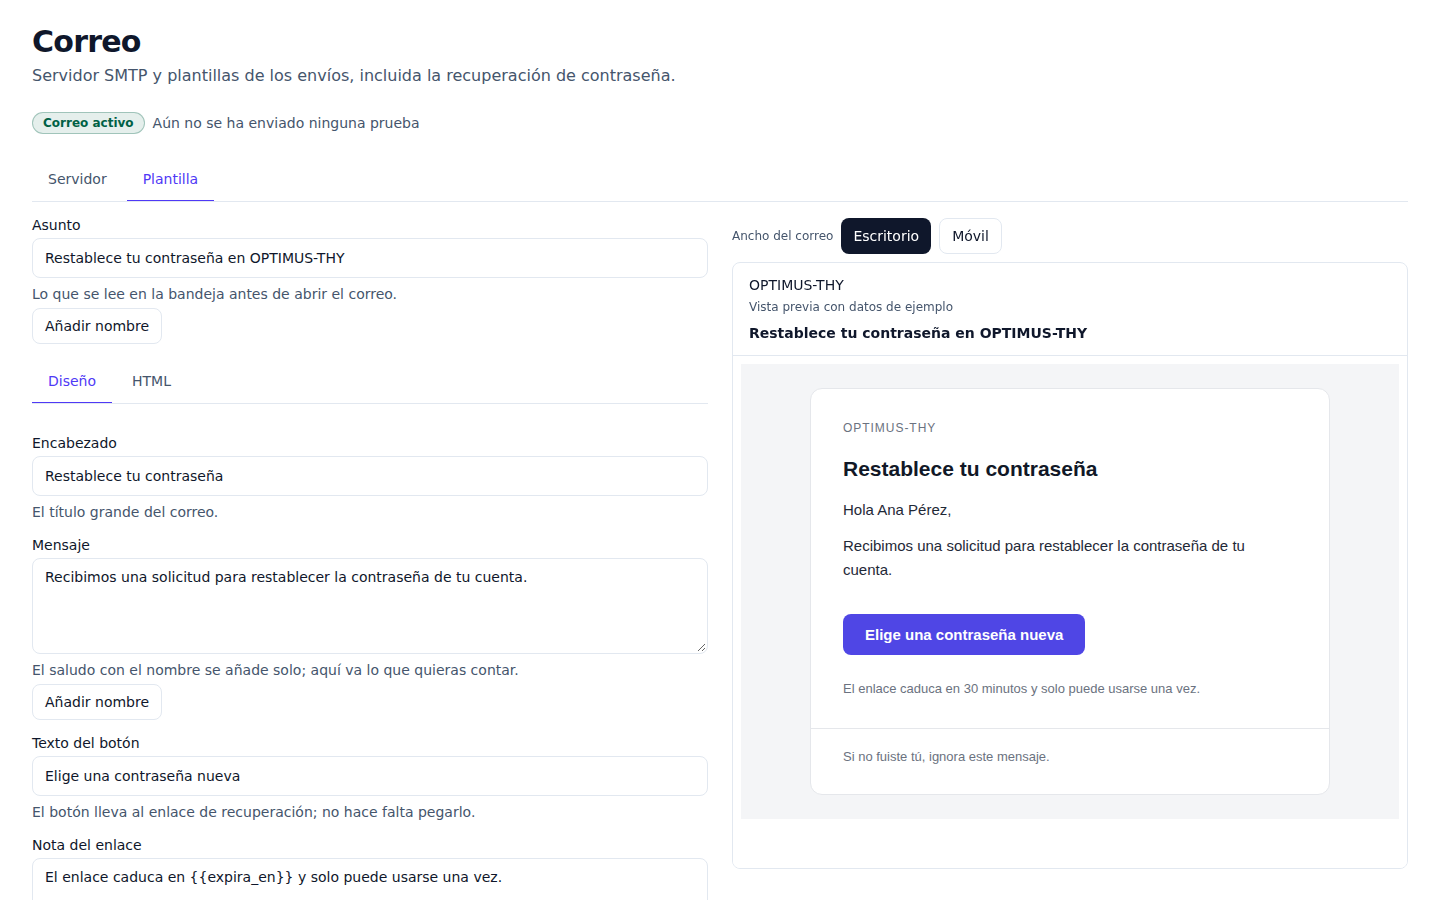 Correo
Servidor SMTP y plantillas de los envíos, incluida la recuperación de contraseña.
Correo activo Aún no se ha enviado ninguna prueba
Servidor Plantilla
Asunto
Restablece tu contraseña en OPTIMUS-THY
Lo que se lee en la bandeja antes de abrir el correo.
Añadir nombre
Diseño HTML
Encabezado
Restablece tu contraseña
El título grande del correo.
Mensaje
Recibimos una solicitud para restablecer la contraseña de tu cuenta.
El saludo con el nombre se añade solo; aquí va lo que quieras contar.
Añadir nombre
Texto del botón
Elige una contraseña nueva
El botón lleva al enlace de recuperación; no hace falta pegarlo.
Nota del enlace
El enlace caduca en {{expira_en}} y solo puede usarse una vez.
Ancho del correo Escritorio Móvil
OPTIMUS-THY
Vista previa con datos de ejemplo
Restablece tu contraseña en OPTIMUS-THY
OPTIMUS-THY
Restablece tu contraseña
Hola Ana Pérez,
Recibimos una solicitud para restablecer la contraseña de tu
cuenta.
Elige una contraseña nueva
El enlace caduca en 30 minutos y solo puede usarse una vez.
Si no fuiste tú, ignora este mensaje.